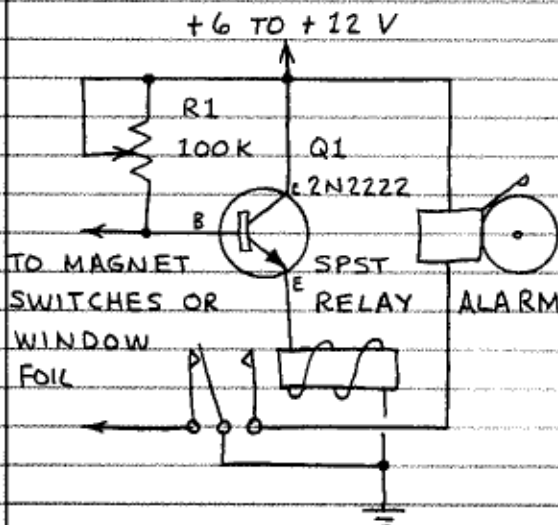 +6 TO +12 V
R1
100K
Q1
C
2N2222
B
E
TO MAGNET
SWITCHES OR
WINDOW
FOIL
SPST
RELAY
ALARM